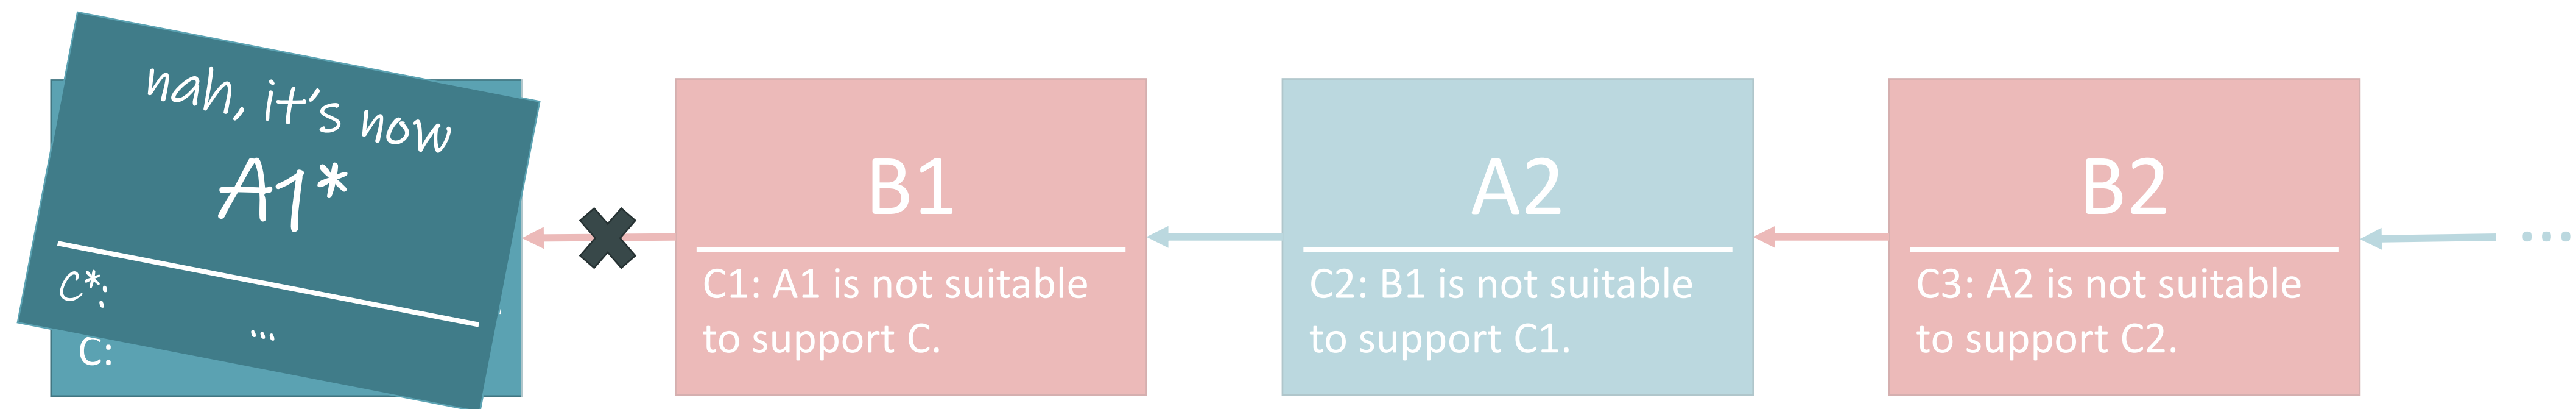 nah, it's now
A1*
C*:
...
C:
B1
C1: A1 is not suitable
to support C.
A2
C2: B1 is not suitable
to support C1.
B2
C3: A2 is not suitable
to support C2.
...